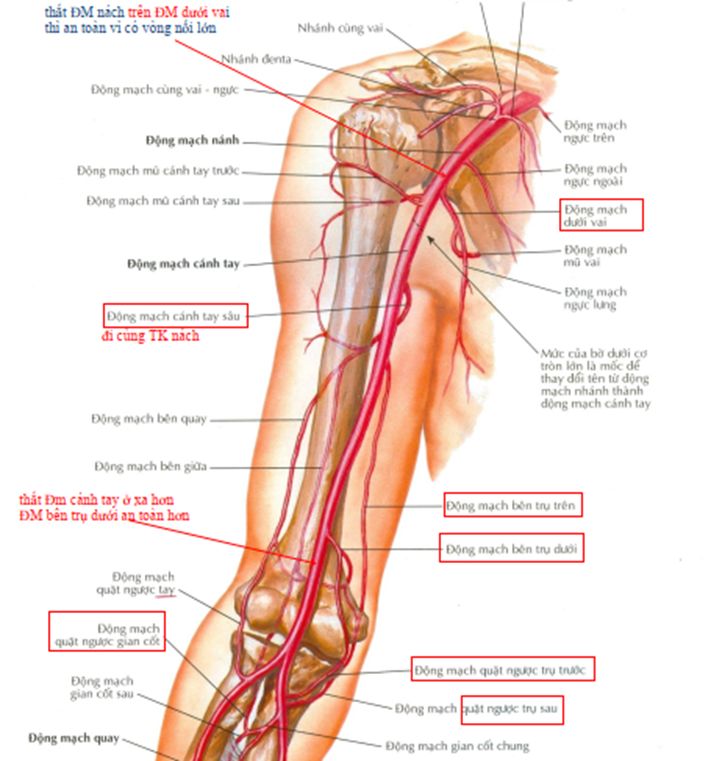 thắt ĐM nách trên ĐM dưới vai
thì an toàn vì có vòng nối lớn
Nhánh cùng vai
Nhánh đenta
Động mạch cùng vai - ngực
Động mạch
ngực trên
Động mạch nánh
Động mạch
ngực ngoài
Động mạch mũ cánh tay trước
Động mạch mũ cánh tay sau
Động mạch
dưới vai
Động mạch
mũ vai
Động mạch cánh tay
Động mạch
ngực lưng
Động mạch cánh tay sâu
đi cùng TK nách
Mức của bờ dưới cơ
tròn lớn là mốc để
thay đổi tên từ động
mạch nhánh thành
động mạch cánh tay
Động mạch bên quay
Động mạch bên giữa
thắt Đm cánh tay ở xa hơn
ĐM bên trụ dưới an toàn hơn
Động mạch bên trụ trên
Động mạch bên trụ dưới
Động mạch
quặt ngược tay
Động mạch
quặt ngược gian cốt
Động mạch quặt ngược trụ trước
Động mạch
gian cốt sau
Động mạch quặt ngược trụ sau
Động mạch quay
Động mạch gian cốt chung